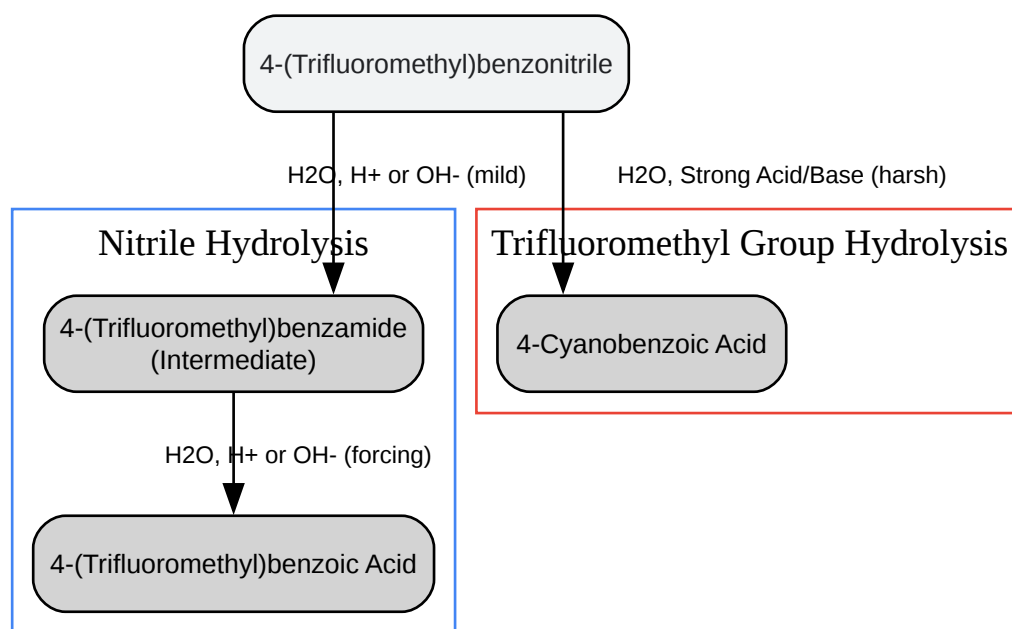 4-(Trifluoromethyl)benzonitrile
H2O, H+ or OH- (mild)
H2O, Strong Acid/Base (harsh)
Nitrile Hydrolysis
Trifluoromethyl Group Hydrolysis
4-(Trifluoromethyl)benzamide
(Intermediate)
4-Cyanobenzoic Acid
H2O, H+ or OH- (forcing)
4-(Trifluoromethyl)benzoic Acid